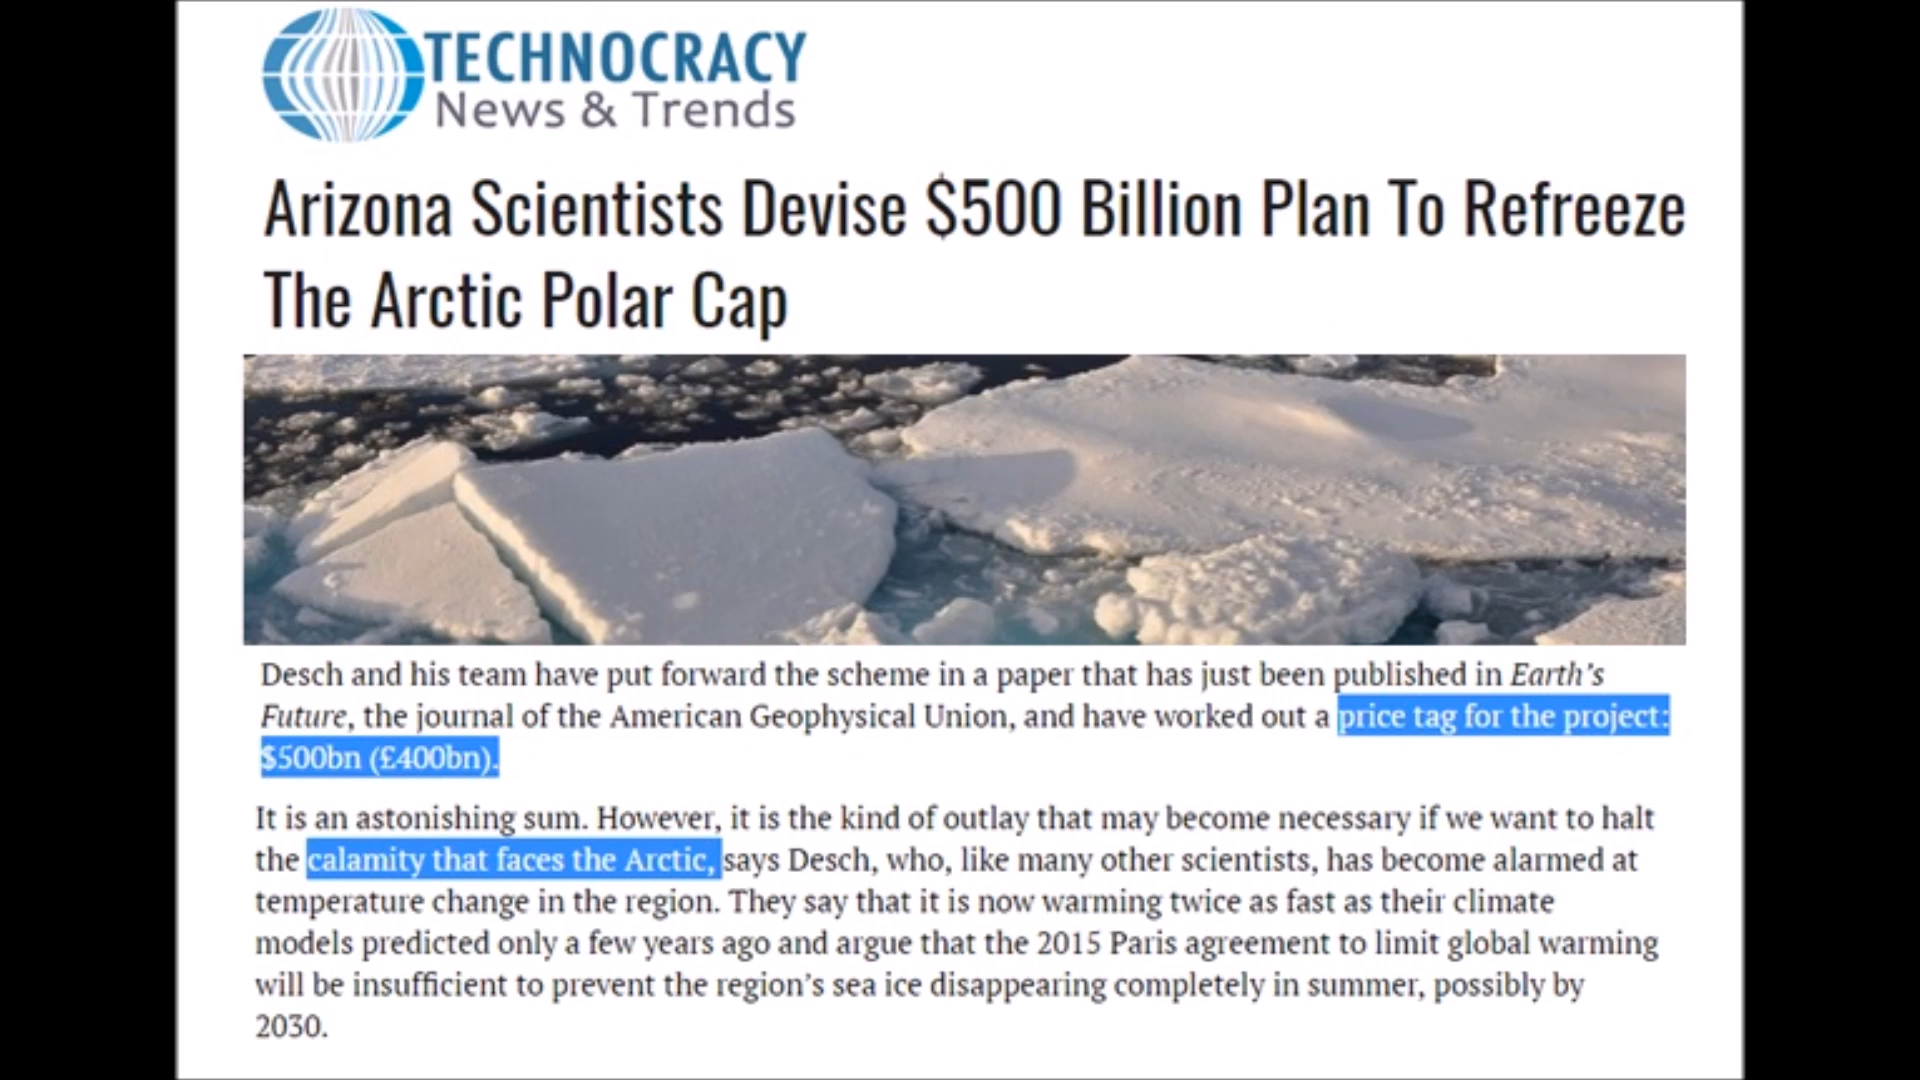 TECHNOCRACY
News & Trends
Arizona Scientists Devise $500 Billion Plan To Refreeze
The Arctic Polar Cap
Desch and his team have put forward the scheme in a paper that has just been published in Earth’s
Future, the journal of the American Geophysical Union, and have worked out a price tag for the project:
$500bn (£400bn).
It is an astonishing sum. However, it is the kind of outlay that may become necessary if we want to halt
the calamity that faces the Arctic, says Desch, who, like many other scientists, has become alarmed at
temperature change in the region. They say that it is now warming twice as fast as their climate
models predicted only a few years ago and argue that the 2015 Paris agreement to limit global warming
will be insufficient to prevent the region’s sea ice disappearing completely in summer, possibly by
2030.